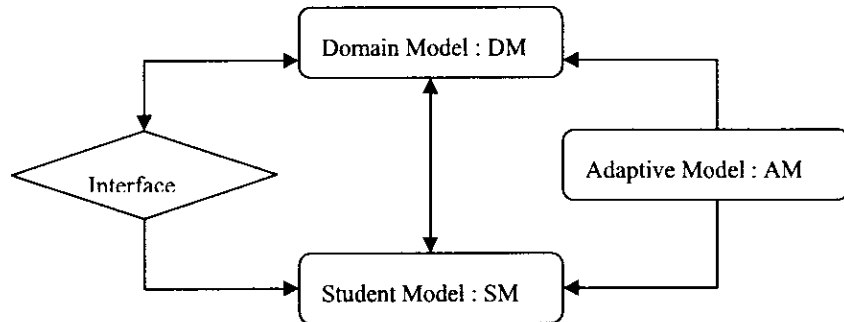 Domain Model : DM
Interface
Adaptive Model : AM
Student Model : SM